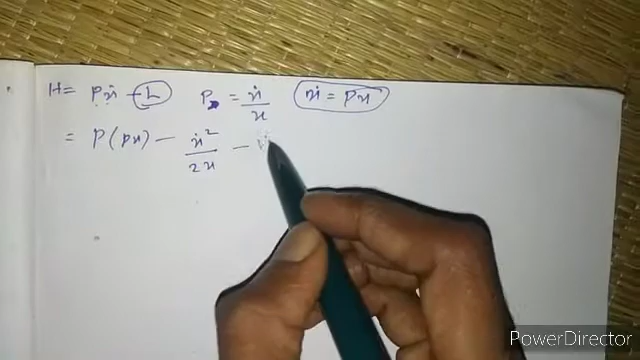 H = pẋ - L    P = ẋ/x    ẋ = px
= P(px) - ẋ²/2x -
PowerDirector